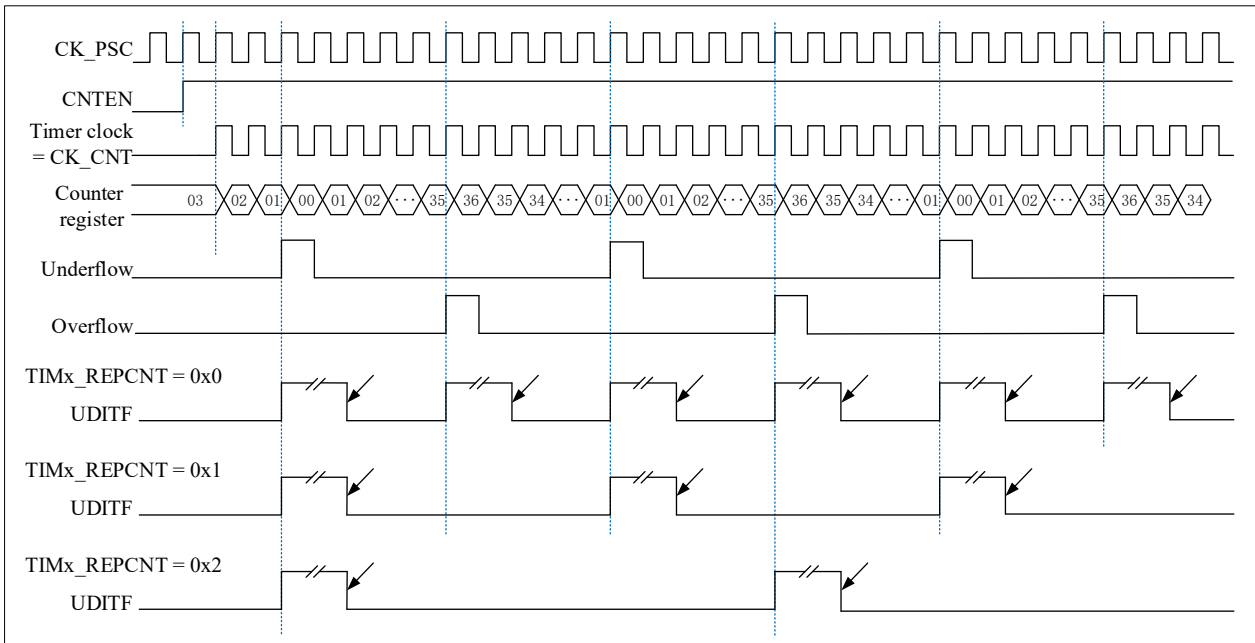 CK_PSC
CNTEN
Timer clock
= CK_CNT
Counter
register
03 02 01 00 01 02 ··· 35 36 35 34 ··· 01 00 01 02 ··· 35 36 35 34 ··· 01 00 01 02 ··· 35 36 35 34
Underflow
Overflow
TIMx_REPCNT = 0x0
UDITF
TIMx_REPCNT = 0x1
UDITF
TIMx_REPCNT = 0x2
UDITF